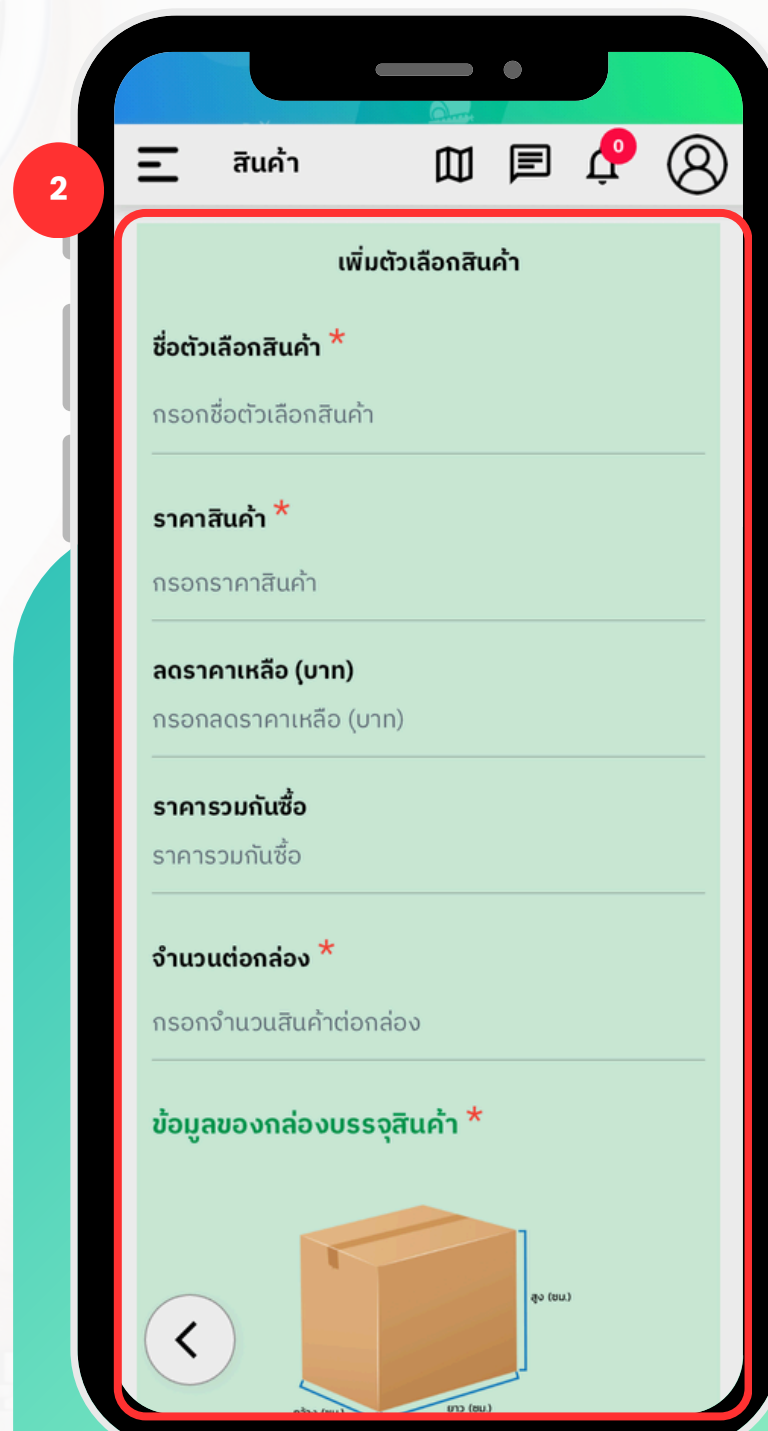 สินค้า
0
2
เพิ่มตัวเลือกสินค้า
ชื่อตัวเลือกสินค้า *
กรอกชื่อตัวเลือกสินค้า
ราคาสินค้า *
กรอกราคาสินค้า
ลดราคาเหลือ (บาท)
กรอกลดราคาเหลือ (บาท)
ราคารวมกันซื้อ
ราคารวมกันซื้อ
จำนวนต่อกล่อง *
กรอกจำนวนสินค้าต่อกล่อง
ข้อมูลของกล่องบรรจุสินค้า *
สูง (ซม.)
ยาว (ซม.)